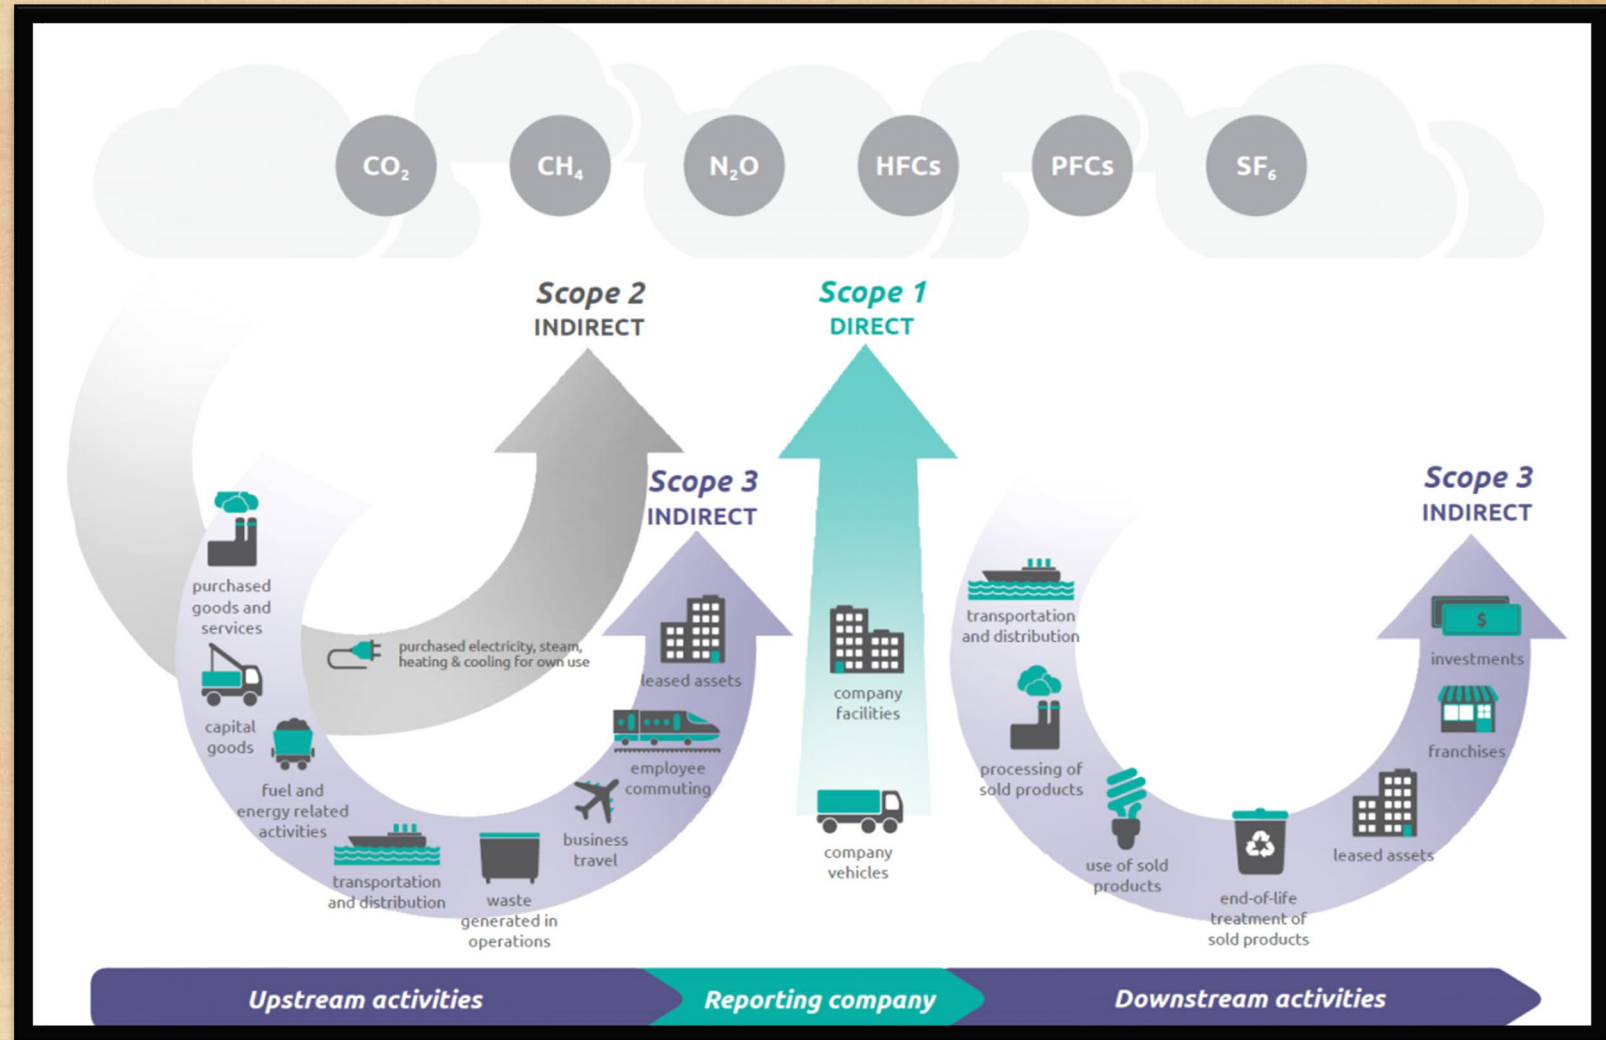 CO₂
CH₄
N₂O
HFCs
PFCs
SF₆
Scope 2
INDIRECT
Scope 1
DIRECT
Scope 3
INDIRECT
Scope 3
INDIRECT
purchased
goods and
services
purchased electricity, steam,
heating & cooling for own use
capital
goods
fuel and
energy related
activities
transportation
and distribution
waste
generated in
operations
business
travel
employee
commuting
leased assets
company
facilities
company
vehicles
transportation
and distribution
processing of
sold products
use of sold
products
end-of-life
treatment of
sold products
leased assets
franchises
$
investments
Upstream activities
Reporting company
Downstream activities